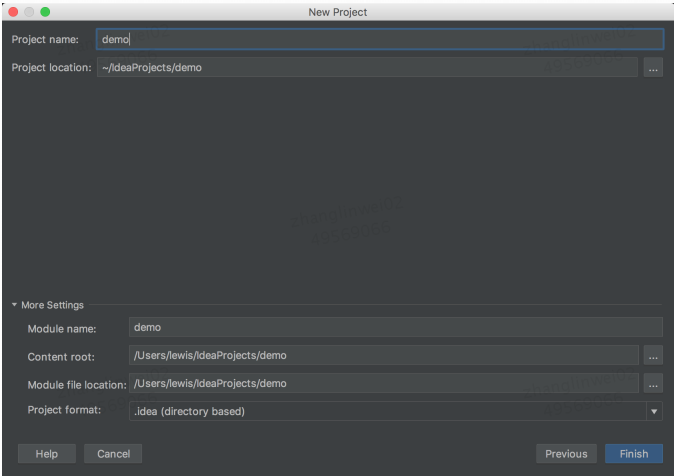 New Project
Project name: demo
Project location: ~/IdeaProjects/demo ...
More Settings
Module name: demo
Content root: /Users/lewis/IdeaProjects/demo ...
Module file location: /Users/lewis/IdeaProjects/demo ...
Project format: .idea (directory based)
Help Cancel Previous Finish